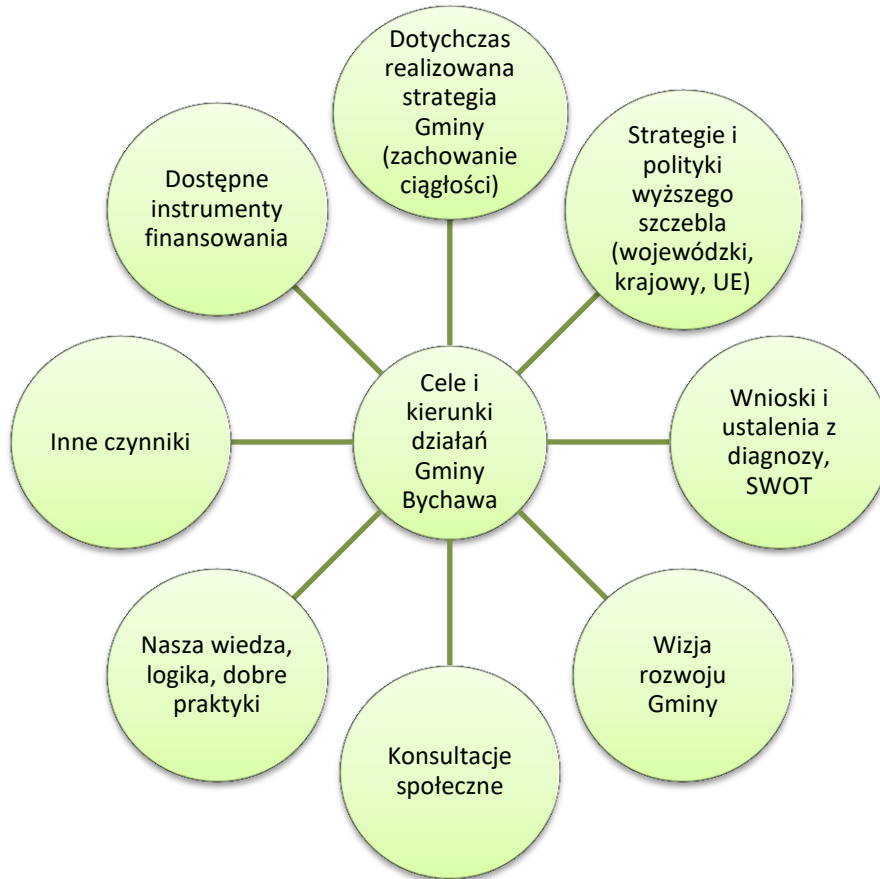 Dotychczas
realizowana
strategia
Gminy
(zachowanie
ciągłości)
Strategie i
polityki
wyższego
szczebla
(wojewódzki,
krajowy, UE)
Wnioski i
ustalenia z
diagnozy,
SWOT
Wizja
rozwoju
Gminy
Konsultacje
społeczne
Nasza wiedza,
logika, dobre
praktyki
Inne czynniki
Dostępne
instrumenty
finansowania
Cele i
kierunki
działań
Gminy
Bychawa